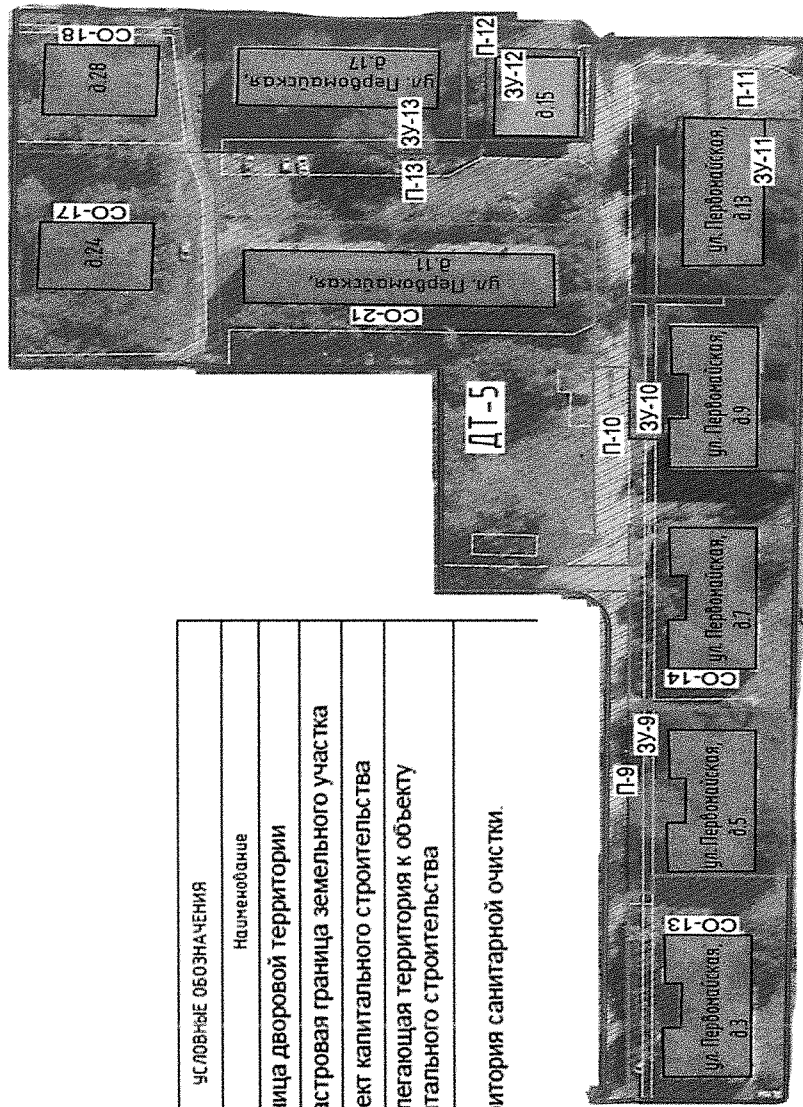 СО-18
д.28
СО-17
д.24
ул. Первомайская,
д.17
ЗУ-13
П-13
П-12
ЗУ-12
д.15
ул. Первомайская,
д.11
СО-21
П-11
ул. Первомайская,
д.13
ЗУ-11
ДТ-5
П-10
ЗУ-10
ул. Первомайская,
д.9
ул. Первомайская,
д.7
СО-14
П-9
ЗУ-9
ул. Первомайская,
д.5
СО-13
ул. Первомайская,
д.3
УСЛОВНЫЕ ОБОЗНАЧЕНИЯ
Наименование
ница дворовой территории
астровая граница земельного участка
ект капитального строительства
легающая территория к объекту
тального строительства
ритория санитарной очистки.